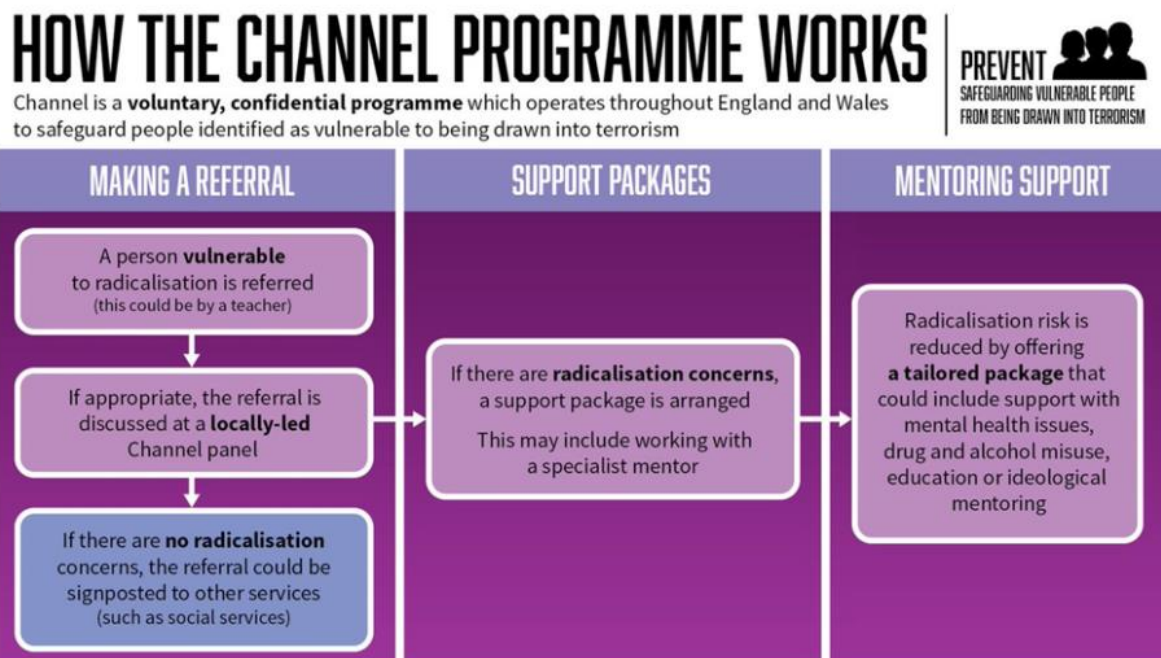 HOW THE CHANNEL PROGRAMME WORKS
Channel is a voluntary, confidential programme which operates throughout England and Wales
to safeguard people identified as vulnerable to being drawn into terrorism
PREVENT
SAFEGUARDING VULNERABLE PEOPLE
FROM BEING DRAWN INTO TERRORISM
MAKING A REFERRAL
A person vulnerable
to radicalisation is referred
(this could be by a teacher)
If appropriate, the referral is
discussed at a locally-led
Channel panel
If there are no radicalisation
concerns, the referral could be
signposted to other services
(such as social services)
SUPPORT PACKAGES
If there are radicalisation concerns,
a support package is arranged
This may include working with
a specialist mentor
MENTORING SUPPORT
Radicalisation risk is
reduced by offering
a tailored package that
could include support with
mental health issues,
drug and alcohol misuse,
education or ideological
mentoring